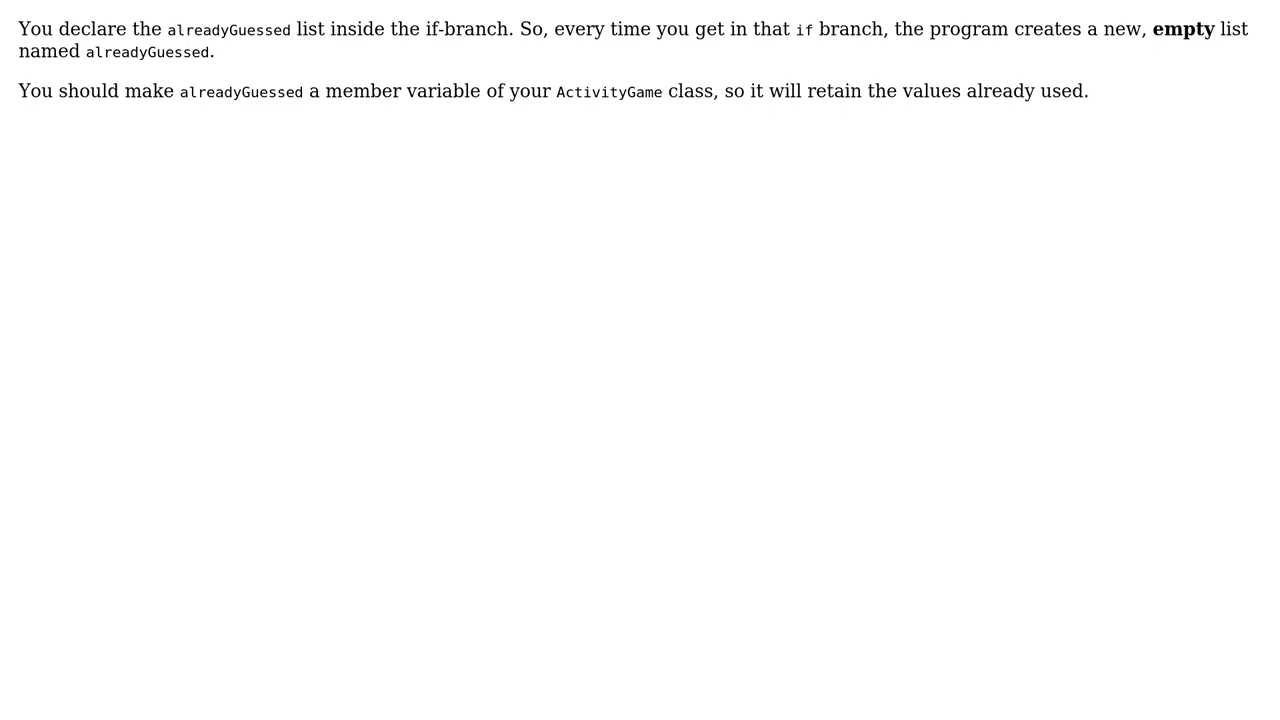 You declare the alreadyGuessed list inside the if-branch. So, every time you get in that if branch, the program creates a new, empty list
named alreadyGuessed.
You should make alreadyGuessed a member variable of your ActivityGame class, so it will retain the values already used.